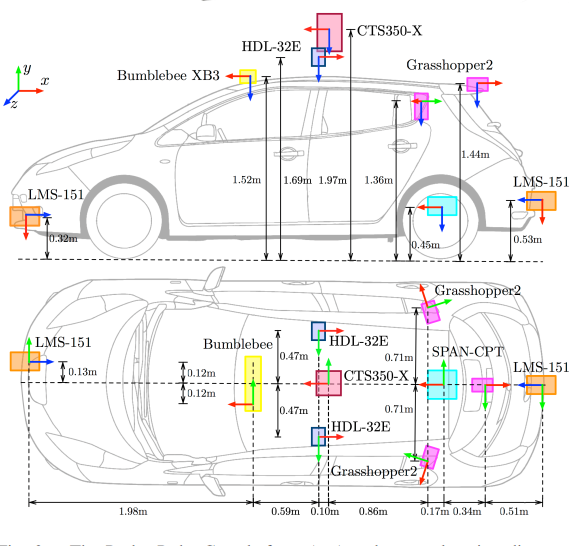 CTS350-X
HDL-32E
Grasshopper2
Bumblebee XB3
y
x
z
1.44m
1.52m
1.69m
1.97m
1.36m
LMS-151
LMS-151
0.32m
0.45m
0.53m
Grasshopper2
LMS-151
Bumblebee
HDL-32E
SPAN-CPT
0.47m
0.71m
LMS-151
0.13m
0.12m
CTS350-X
0.12m
0.47m
0.71m
HDL-32E
Grasshopper2
1.98m
0.59m
0.10m
0.86m
0.17m
0.34m
0.51m